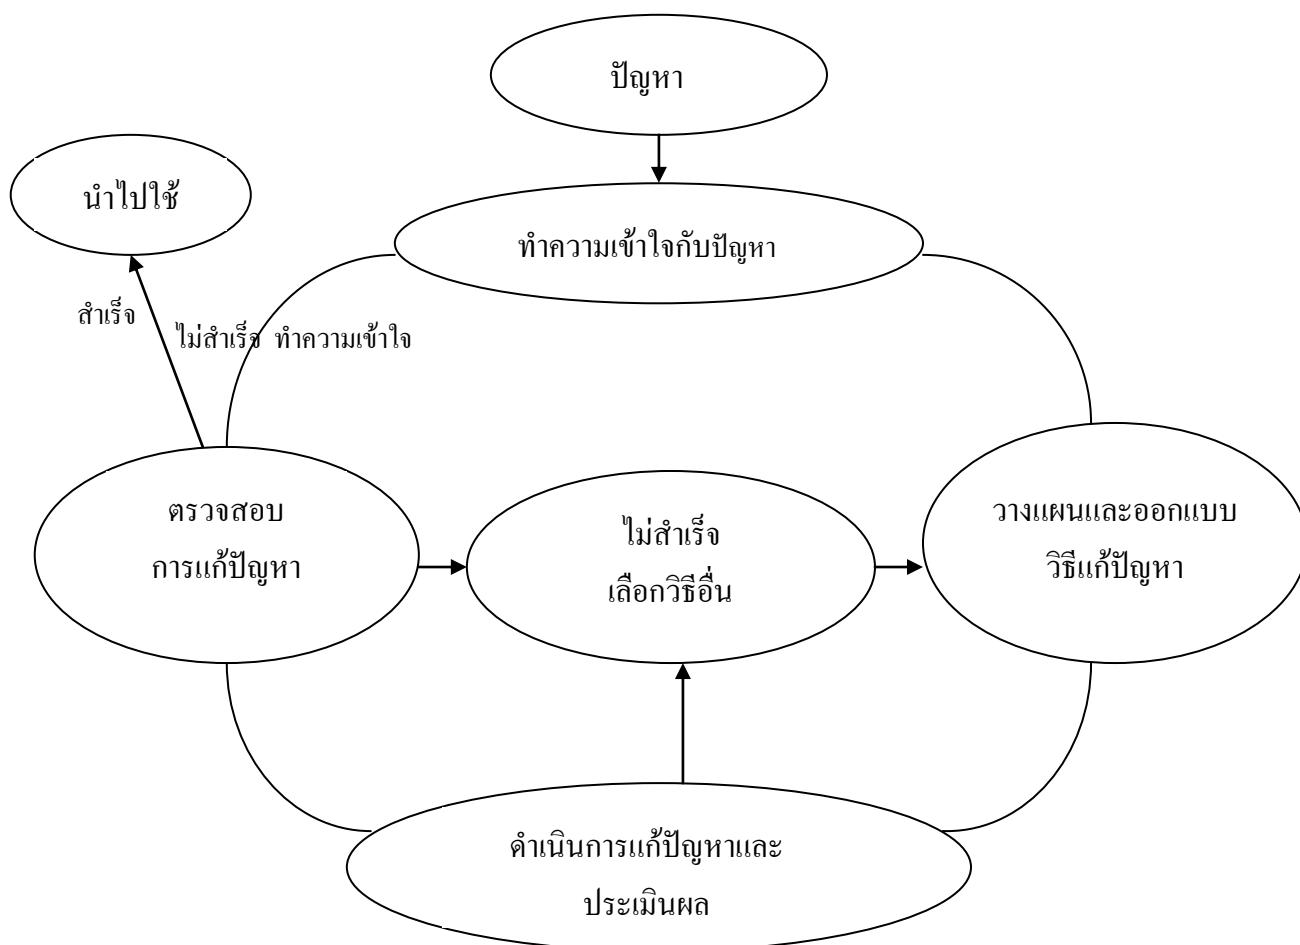 ปัญหา
นำไปใช้
ทำความเข้าใจกับปัญหา
สำเร็จ
ไม่สำเร็จ ทำความเข้าใจ
ตรวจสอบ
การแก้ปัญหา
ไม่สำเร็จ
เลือกวิธีอื่น
วางแผนและออกแบบ
วิธีแก้ปัญหา
ดำเนินการแก้ปัญหาและ
ประเมินผล